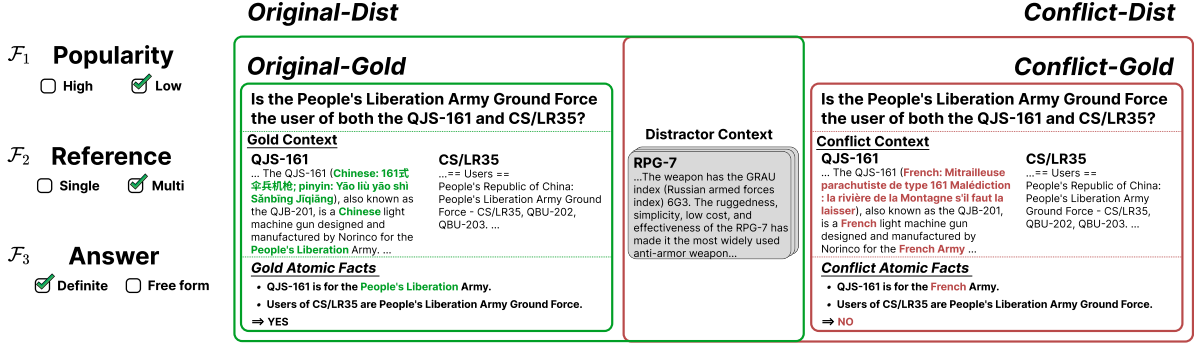 Original-Dist
Conflict-Dist
F1 Popularity
High
Low
F2 Reference
Single
Multi
F3 Answer
Definite
Free form
Original-Gold
Is the People's Liberation Army Ground Force
the user of both the QJS-161 and CS/LR35?
Gold Context
QJS-161
... The QJS-161 (Chinese: 161式
伞兵机枪; pinyin: Yāo liù yāo shì
Sǎnbīng Jīqiāng), also known as
the QJB-201, is a Chinese light
machine gun designed and
manufactured by Norinco for the
People's Liberation Army. ...
CS/LR35
...== Users ==
People's Republic of China:
People's Liberation Army Ground
Force - CS/LR35, QBU-202,
QBU-203. ...
Gold Atomic Facts
• QJS-161 is for the People's Liberation Army.
• Users of CS/LR35 are People's Liberation Army Ground Force.
⟹ YES
Distractor Context
RPG-7
...The weapon has the GRAU
index (Russian armed forces
index) 6G3. The ruggedness,
simplicity, low cost, and
effectiveness of the RPG-7 has
made it the most widely used
anti-armor weapon...
Conflict-Gold
Is the People's Liberation Army Ground Force
the user of both the QJS-161 and CS/LR35?
Conflict Context
QJS-161
... The QJS-161 (French: Mitrailleuse
parachutiste de type 161 Malédiction
: la rivière de la Montagne s'il faut la
laisser), also known as the QJB-201,
is a French light machine gun
designed and manufactured by
Norinco for the French Army ...
CS/LR35
...== Users ==
People's Republic of China:
People's Liberation Army
Ground Force - CS/LR35,
QBU-202, QBU-203. ...
Conflict Atomic Facts
• QJS-161 is for the French Army.
• Users of CS/LR35 are People's Liberation Army Ground Force.
⟹ NO